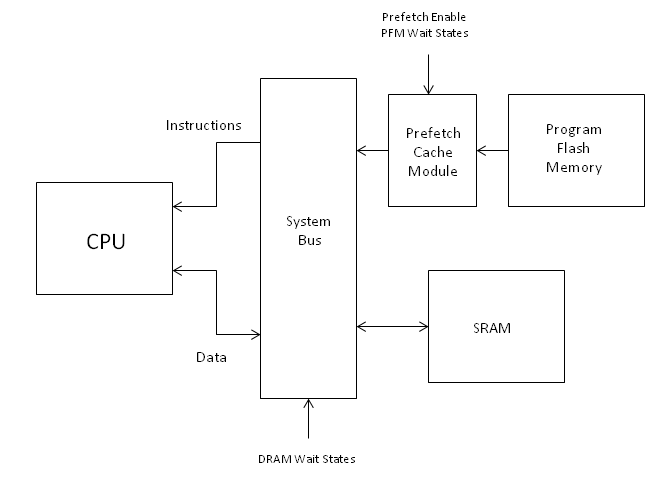 Prefetch Enable
PFM Wait States
Instructions
Prefetch
Cache
Module
Program
Flash
Memory
CPU
System
Bus
SRAM
Data
DRAM Wait States